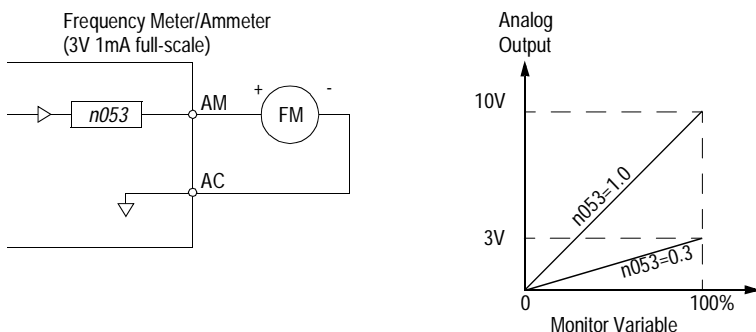 Frequency Meter/Ammeter
(3V 1mA full-scale)
n053
AM
+
-
FM
AC
Analog
Output
10V
3V
n053=1.0
n053=0.3
0
100%
Monitor Variable